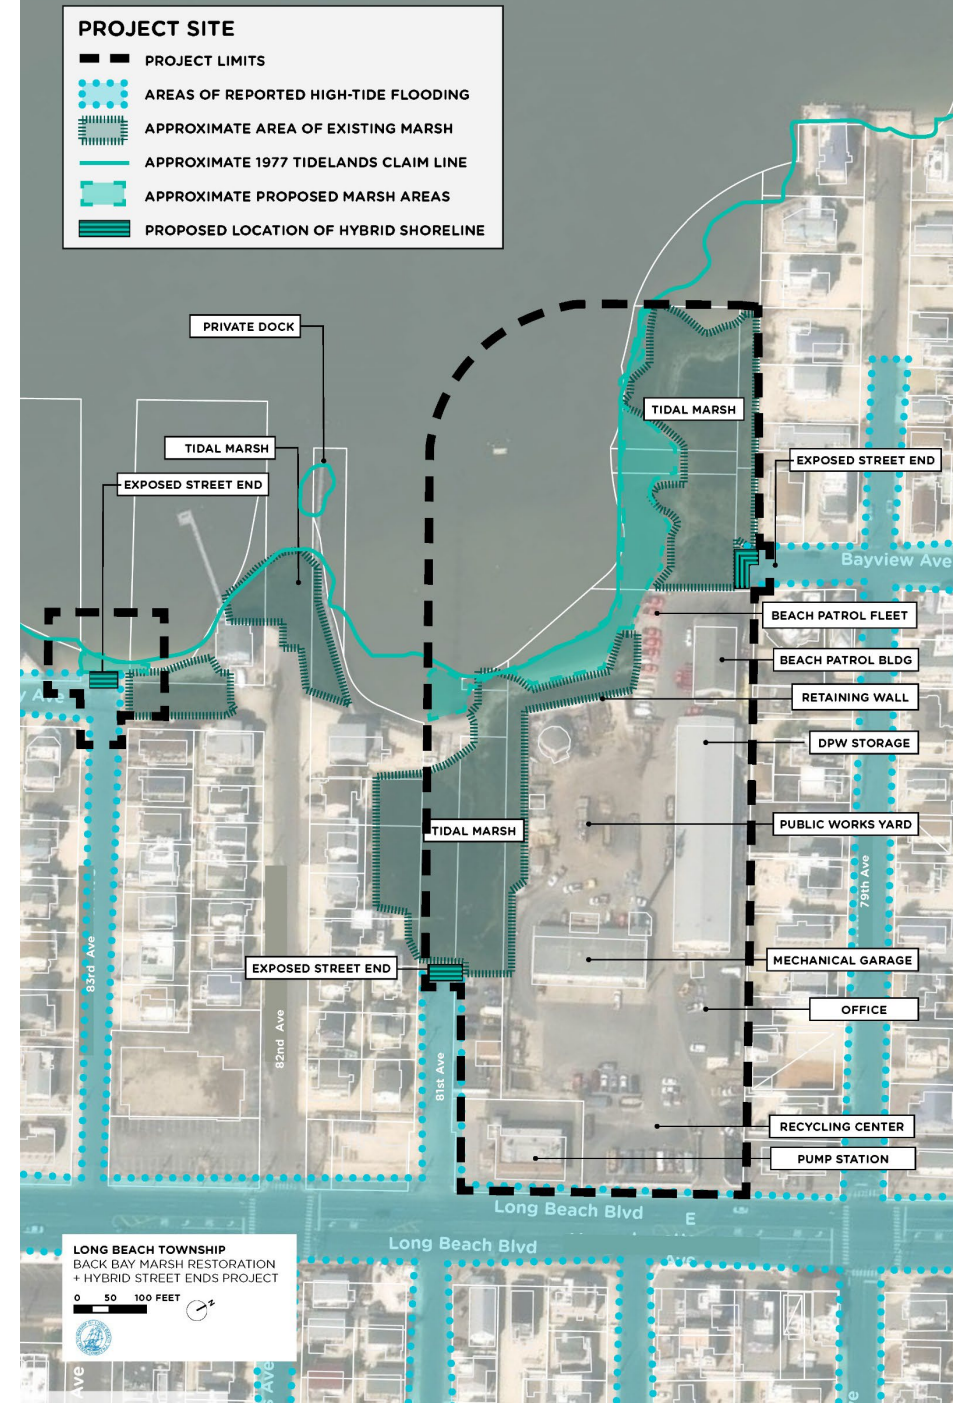 PROJECT SITE
PROJECT LIMITS
AREAS OF REPORTED HIGH-TIDE FLOODING
APPROXIMATE AREA OF EXISTING MARSH
APPROXIMATE 1977 TIDELANDS CLAIM LINE
APPROXIMATE PROPOSED MARSH AREAS
PROPOSED LOCATION OF HYBRID SHORELINE
PRIVATE DOCK
TIDAL MARSH
TIDAL MARSH
EXPOSED STREET END
EXPOSED STREET END
Bayview Ave
BEACH PATROL FLEET
BEACH PATROL BLDG
RETAINING WALL
y Ave
DPW STORAGE
PUBLIC WORKS YARD
TIDAL MARSH
79th Ave
83rd Ave
MECHANICAL GARAGE
EXPOSED STREET END
OFFICE
82nd Ave
81st Ave
RECYCLING CENTER
PUMP STATION
Long Beach Blvd
E
Long Beach Blvd
LONG BEACH TOWNSHIP
BACK BAY MARSH RESTORATION
+ HYBRID STREET ENDS PROJECT
0 50 100 FEET
N
Ave
Ave